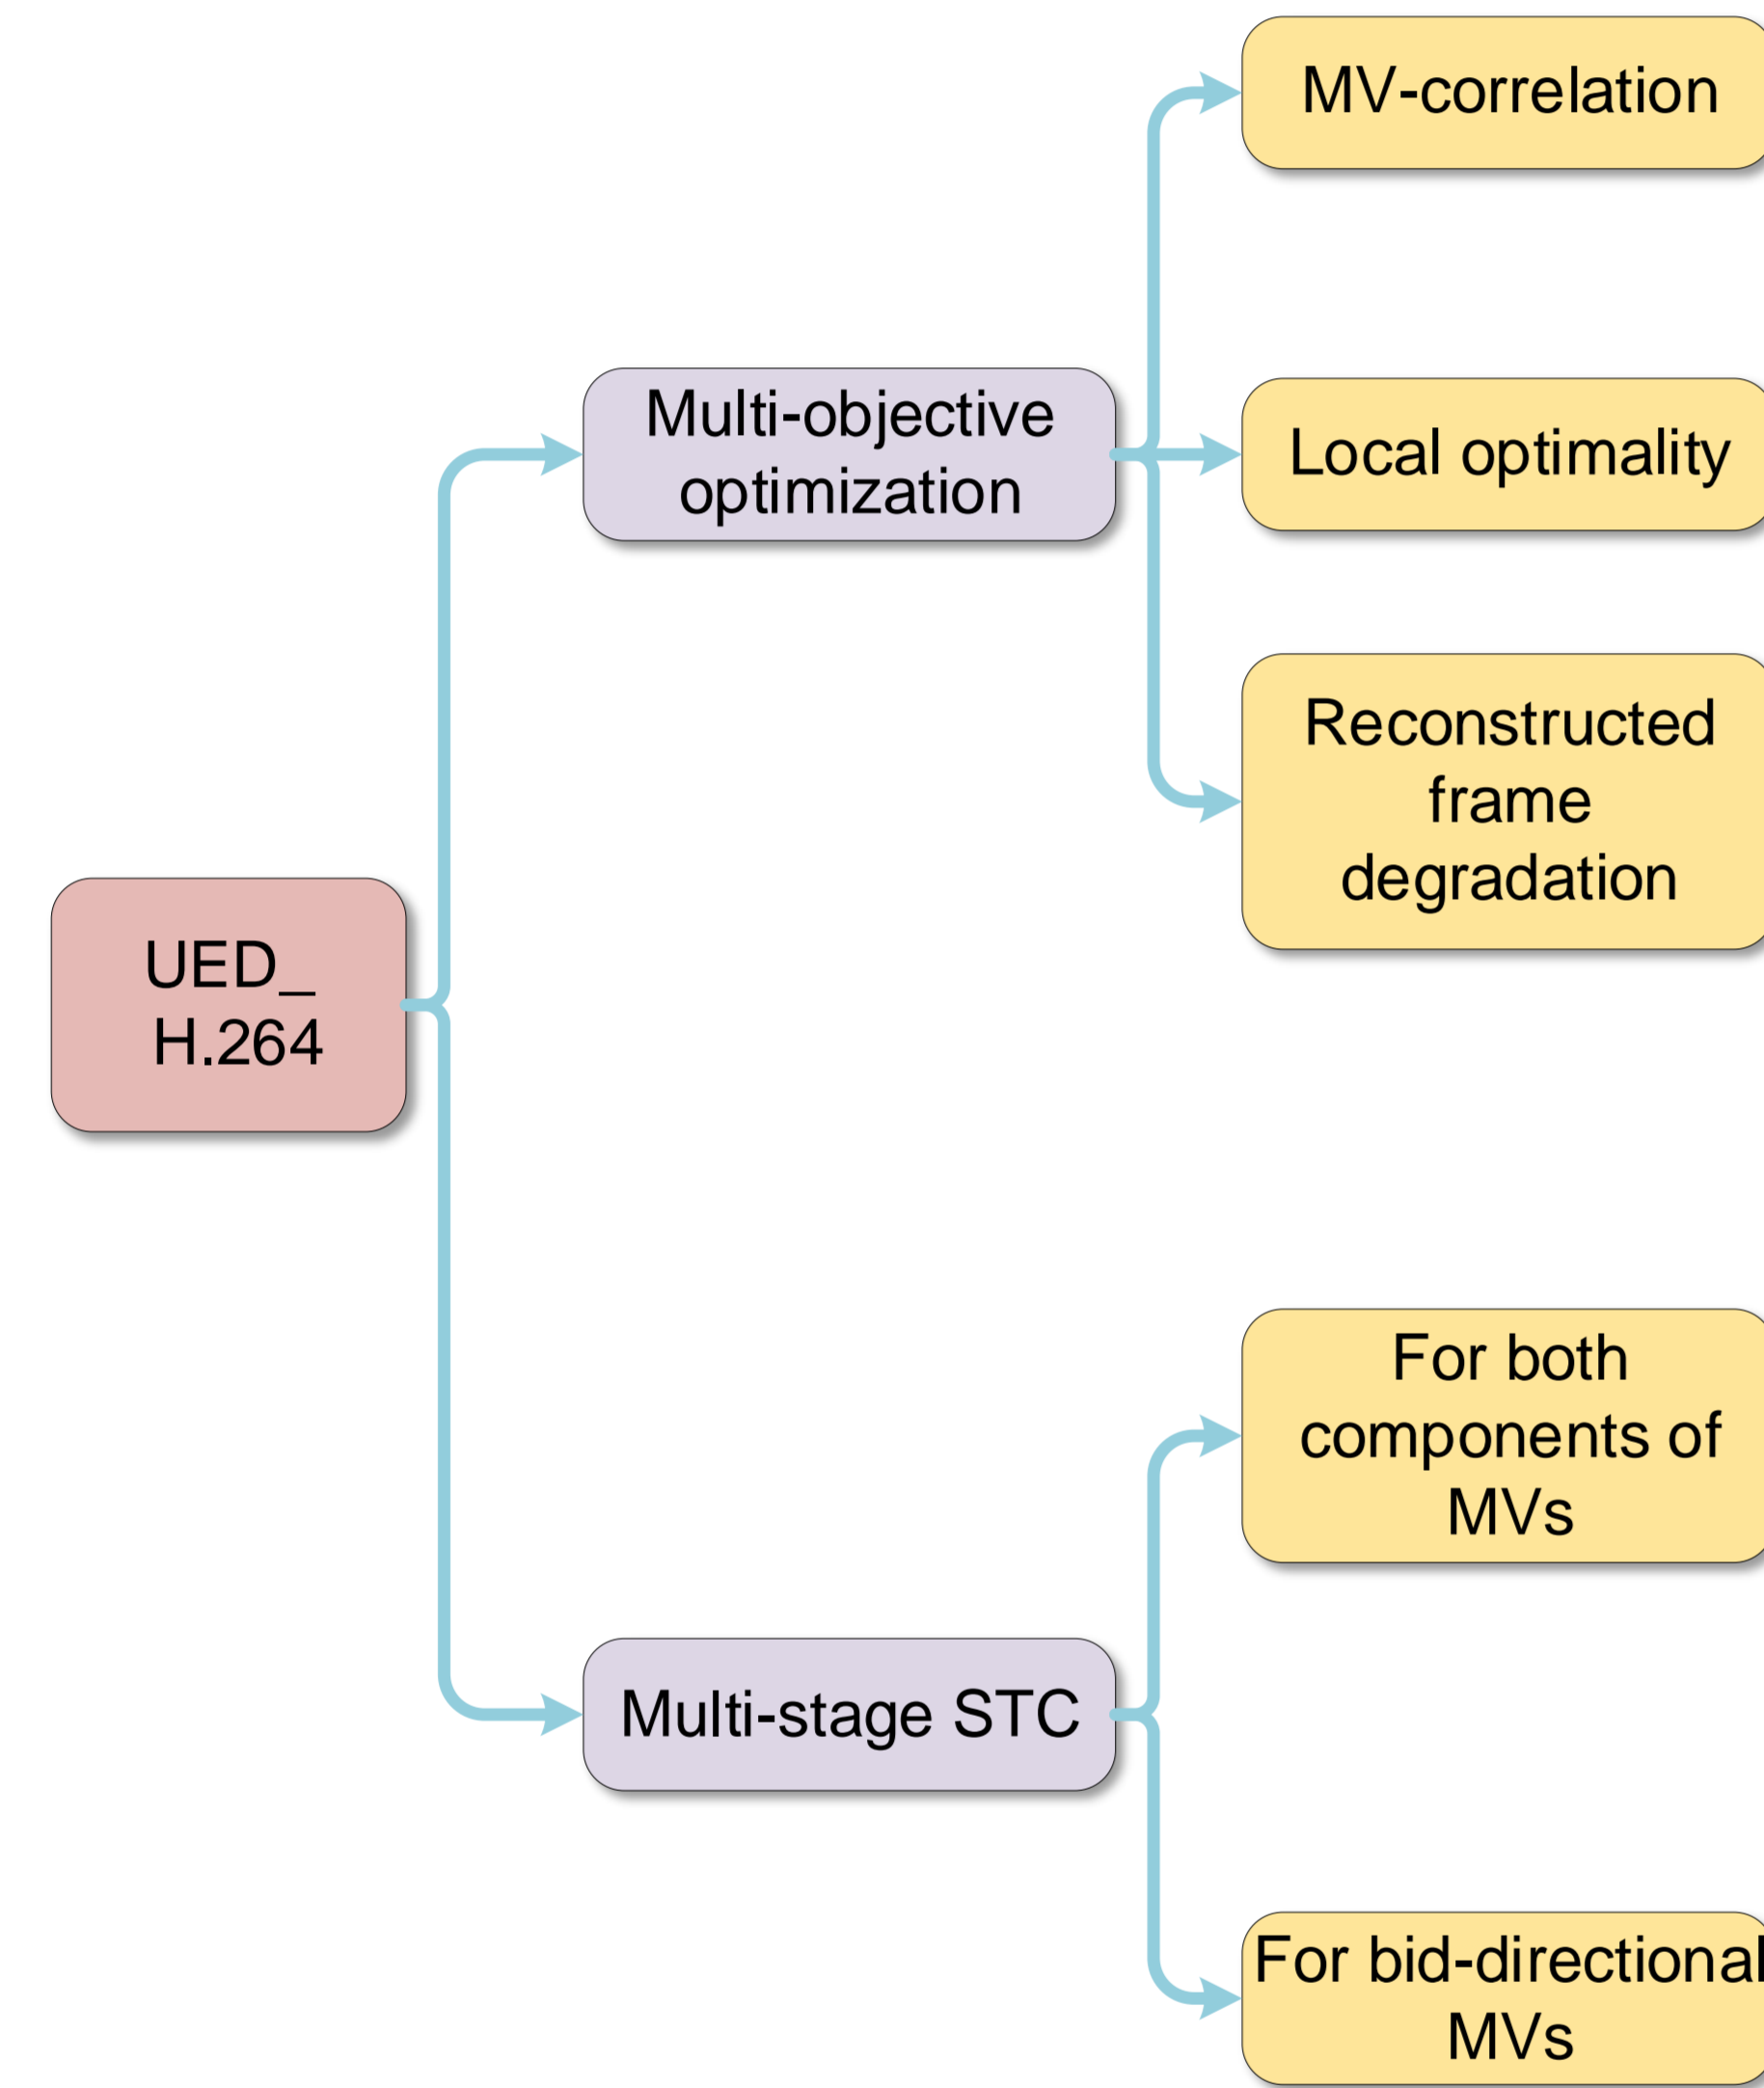 MV-correlation
Multi-objective
optimization
Local optimality
Reconstructed
frame
degradation
UED_
H.264
For both
components of
MVs
Multi-stage STC
For bid-directional
MVs